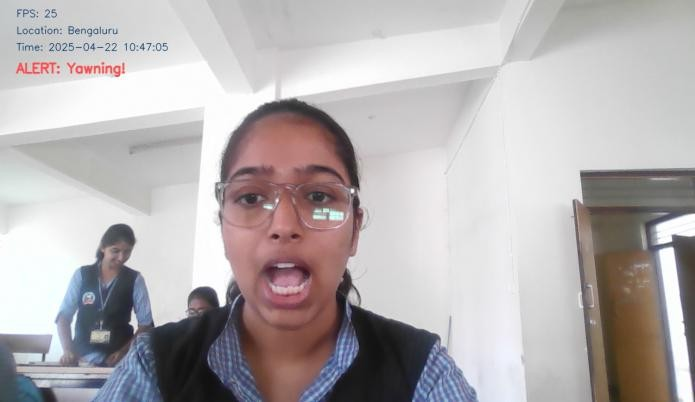 FPS: 25
Location: Bengaluru
Time: 2025-04-22 10:47:05
ALERT: Yawning!